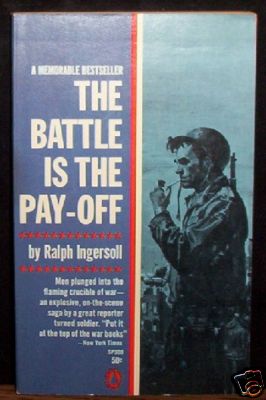 A MEMORABLE BESTSELLER
THE
BATTLE
IS THE
PAY-OFF
by Ralph Ingersoll
Men plunged into the
flaming crucible of war—
an explosive, on-the-scene
saga by a great reporter
turned soldier. "Put it
at the top of the war books"
—New York Times
SP309
50¢
ebay